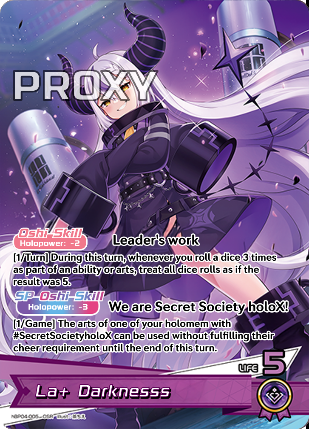 PROXY
Oshi-Skill
Holopower: -2
Leader's work
[1/Turn] During this turn, whenever you roll a dice 3 times
as part of an ability or arts, treat all dice rolls as if the
result was 5.
SP-Oshi-Skill
Holopower: -3
We are Secret Society holoX!
[1/Game] The arts of one of your holomem with
#SecretSocietyholoX can be used without fulfilling their
cheer requirement until the end of this turn.
LIFE 5
La+ Darknesss